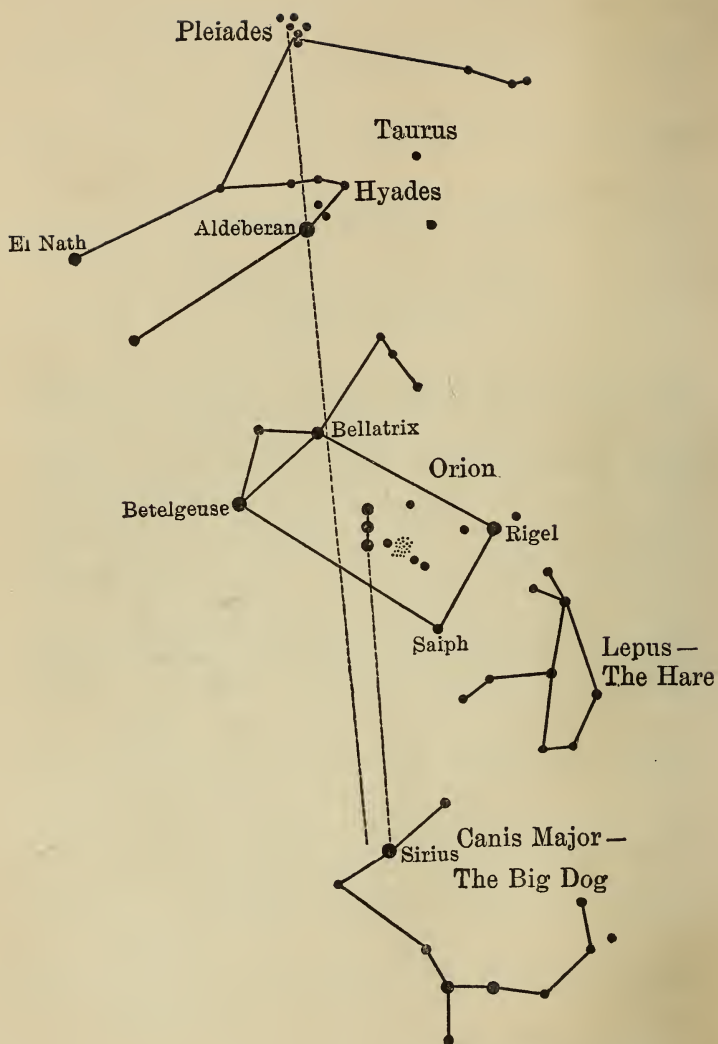 Pleiades
Taurus
Hyades
Aldeberan
El Nath
Bellatrix
Orion
Betelgeuse
Rigel
Saiph
Lepus —
The Hare
Sirius
Canis Major —
The Big Dog